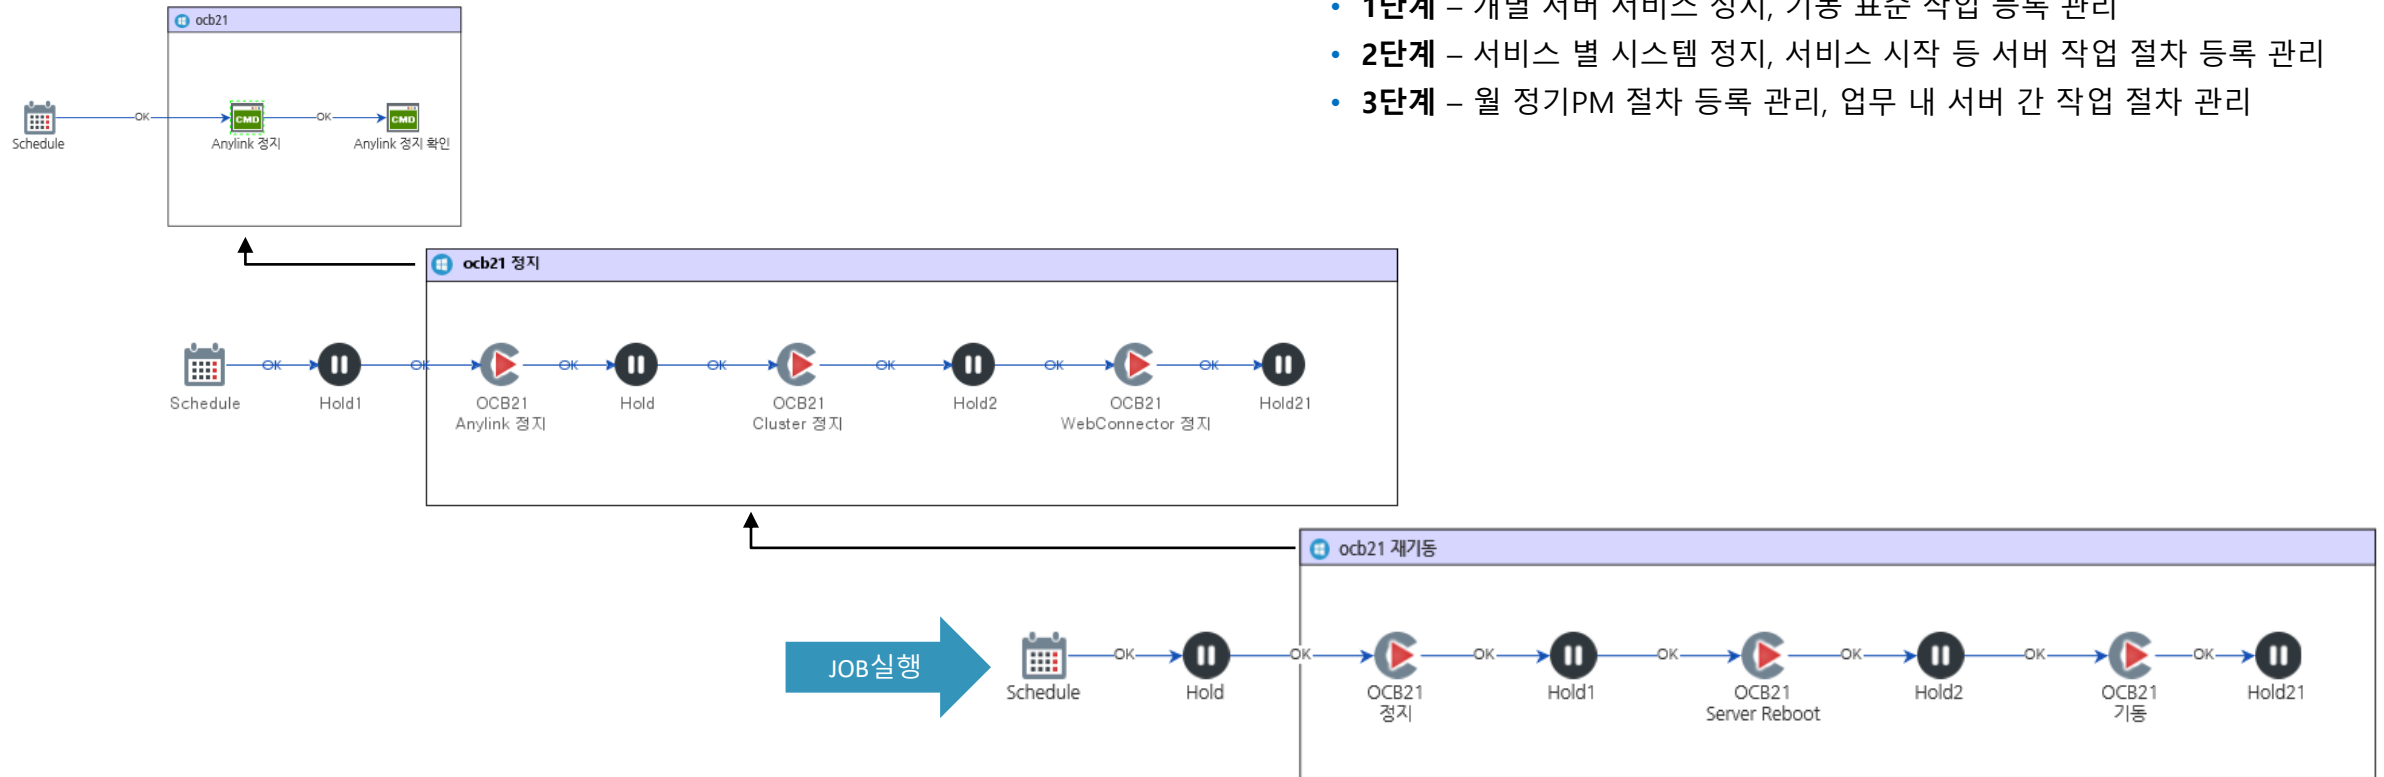 ocb21
Schedule
OK
CMD
Anylink 정지
OK
CMD
Anylink 정지 확인
• 1단계 – 개별 서버 서비스 정지, 기동 표준 작업 등록 관리
• 2단계 – 서비스 별 시스템 정지, 서비스 시작 등 서버 작업 절차 등록 관리
• 3단계 – 월 정기PM 절차 등록 관리, 업무 내 서버 간 작업 절차 관리
ocb21 정지
Schedule
OK
Hold1
OK
OCB21
Anylink 정지
OK
Hold
OK
OCB21
Cluster 정지
OK
Hold2
OK
OCB21
WebConnector 정지
OK
Hold21
ocb21 재기동
JOB실행
Schedule
OK
Hold
OK
OCB21
정지
OK
Hold1
OK
OCB21
Server Reboot
OK
Hold2
OK
OCB21
기동
OK
Hold21